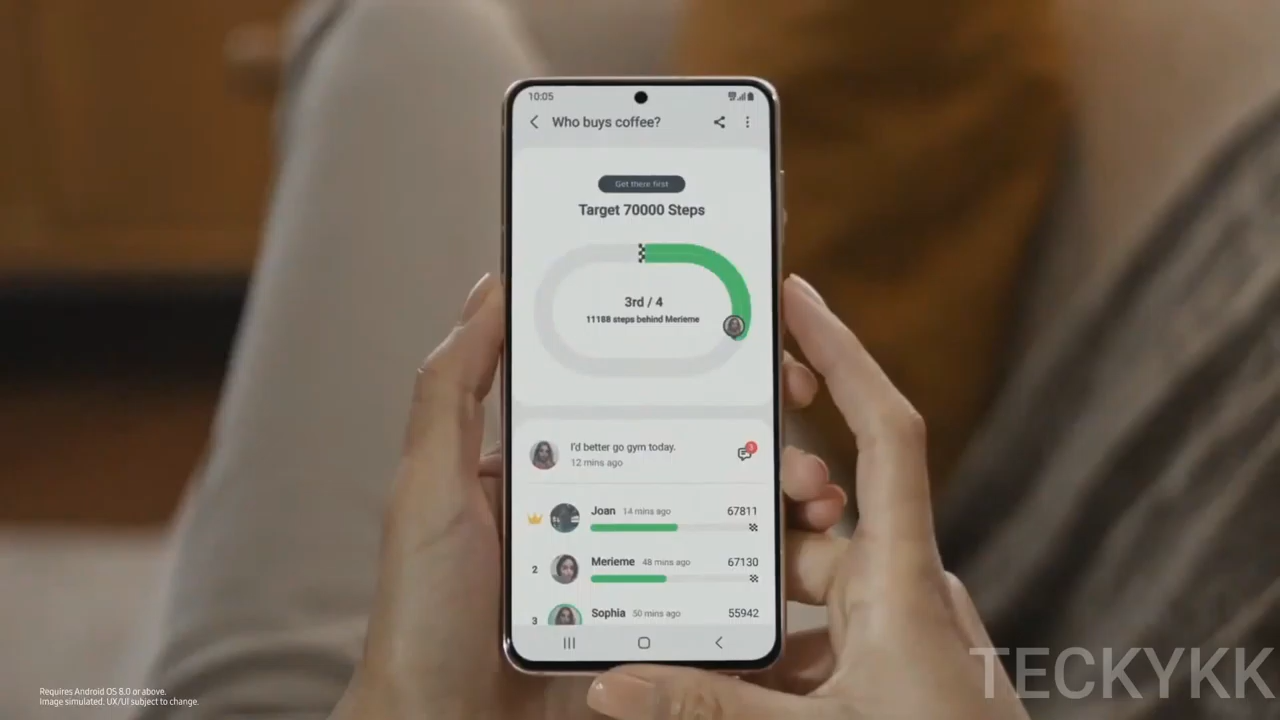 10:05
Who buys coffee?
Get there first
Target 70000 Steps
3rd / 4
11188 steps behind Merieme
I'd better go gym today.
12 mins ago
3
Joan 14 mins ago 67811
2 Merieme 48 mins ago 67130
3 Sophia 50 mins ago 55942
Requires Android OS 8.0 or above.
Image simulated. UX/UI subject to change.
TECKYKK